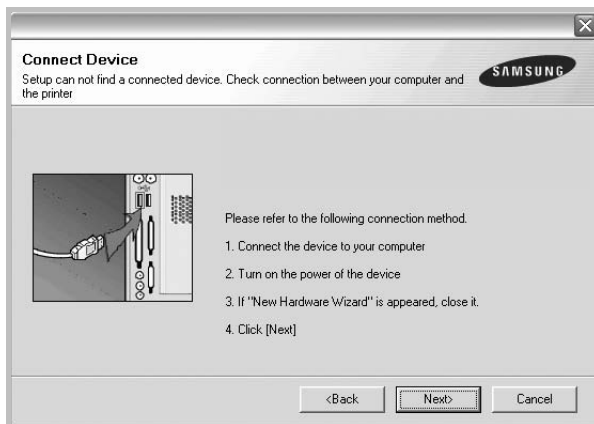 Connect Device
Setup can not find a connected device. Check connection between your computer and
the printer
SAMSUNG
Please refer to the following connection method.
1. Connect the device to your computer
2. Turn on the power of the device
3. If "New Hardware Wizard" is appeared, close it.
4. Click [Next]
<Back
Next>
Cancel